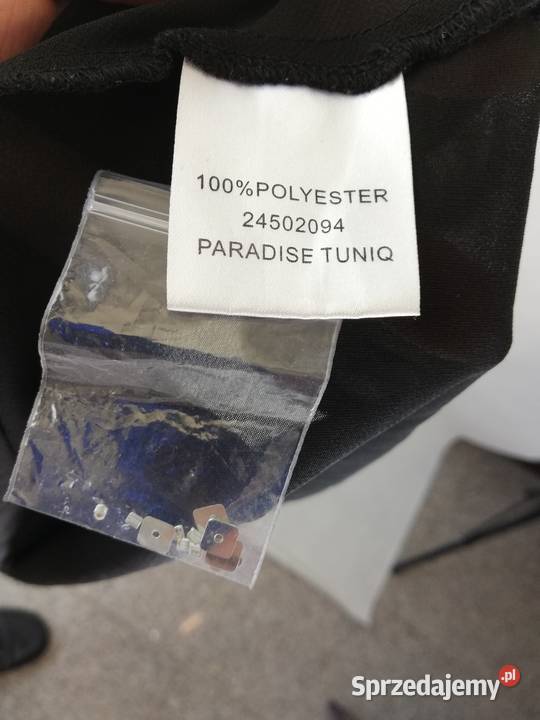 100%POLYESTER
24502094
PARADISE TUNIQ
Sprzedajemy.pl